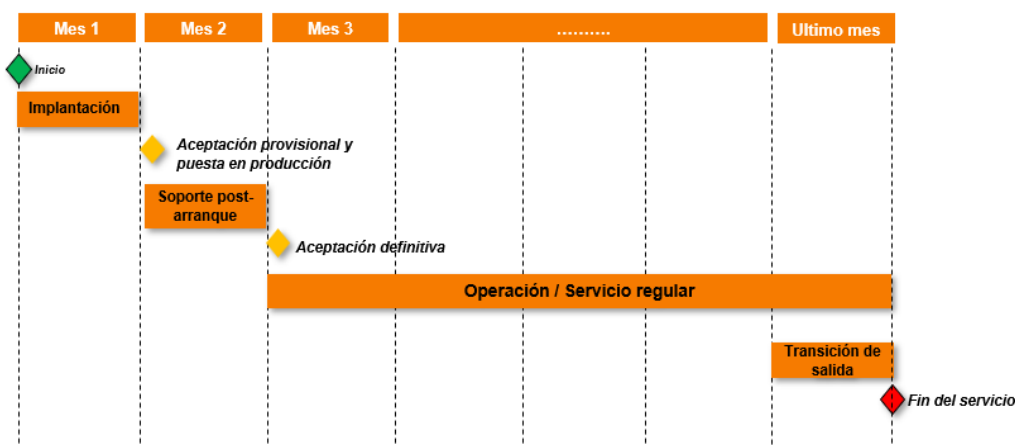 Mes 1
Mes 2
Mes 3
..........
Ultimo mes
Inicio
Implantación
Aceptación provisional y
puesta en producción
Soporte post-
arranque
Aceptación definitiva
Operación / Servicio regular
Transición de
salida
Fin del servicio